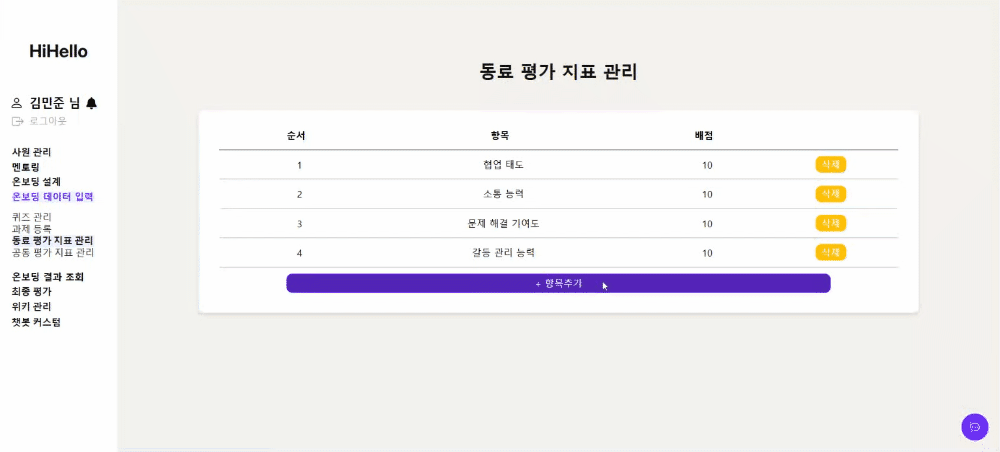 HiHello
김민준 님
로그아웃
사원 관리
멘토링
온보딩 설계
온보딩 데이터 입력
퀴즈 관리
과제 등록
동료 평가 지표 관리
공통 평가 지표 관리
온보딩 결과 조회
최종 평가
위키 관리
챗봇 커스텀
동료 평가 지표 관리
순서 항목 배점
1 협업 태도 10 삭제
2 소통 능력 10 삭제
3 문제 해결 기여도 10 삭제
4 갈등 관리 능력 10 삭제
+ 항목추가